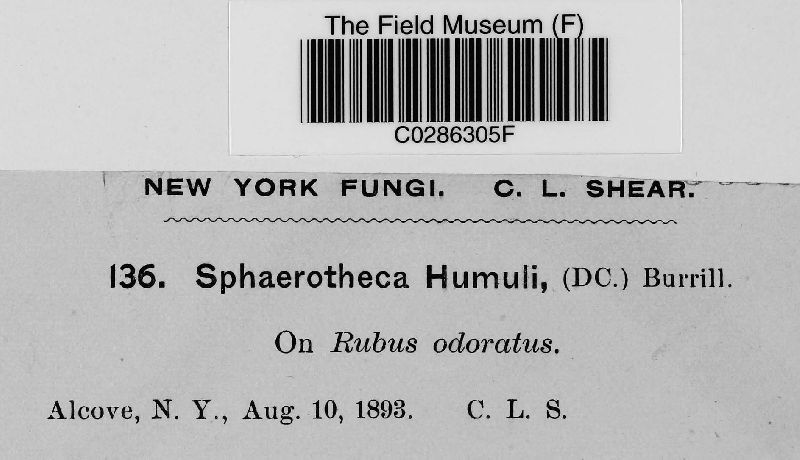 The Field Museum (F)
C0286305F
NEW YORK FUNGI. C. L. SHEAR.
136. Sphaerotheca Humuli, (DC.) Burrill.
On Rubus odoratus.
Alcove, N. Y., Aug. 10, 1893. C. L. S.